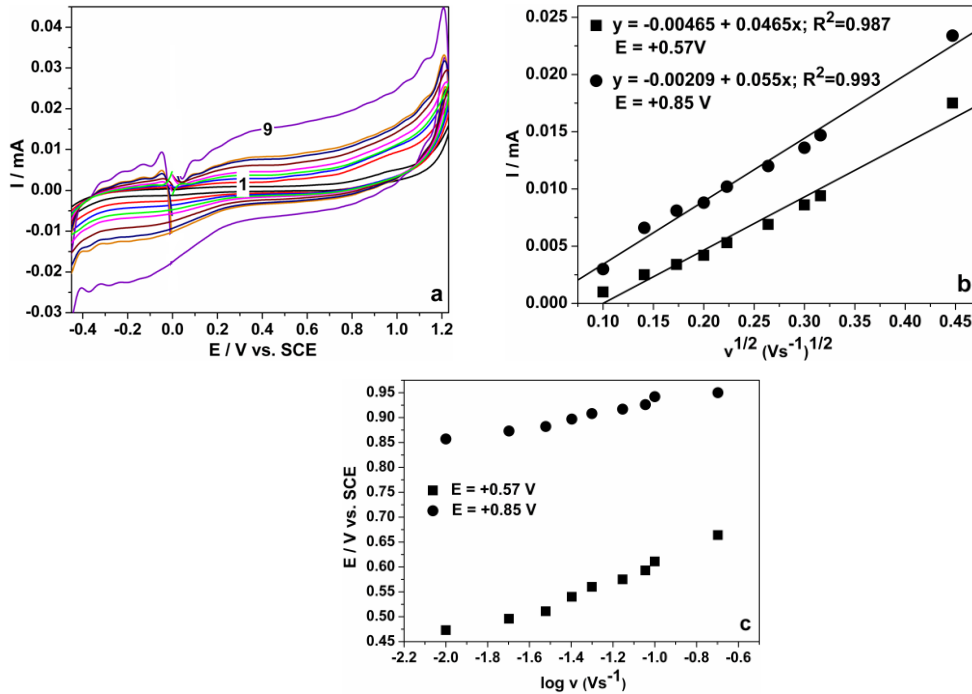 I / mA
0.04
0.03
0.02
0.01
0.00
-0.01
-0.02
-0.03
9
1
a
-0.4 -0.2 0.0 0.2 0.4 0.6 0.8 1.0 1.2
E / V vs. SCE
I / mA
0.025
0.020
0.015
0.010
0.005
0.000
y = -0.00465 + 0.0465x; R²=0.987
E = +0.57V
y = -0.00209 + 0.055x; R²=0.993
E = +0.85 V
b
0.10 0.15 0.20 0.25 0.30 0.35 0.40 0.45
v^1/2 (Vs^-1)^1/2
E / V vs. SCE
0.95
0.90
0.85
0.80
0.75
0.70
0.65
0.60
0.55
0.50
0.45
E = +0.57 V
E = +0.85 V
c
-2.2 -2.0 -1.8 -1.6 -1.4 -1.2 -1.0 -0.8 -0.6
log v (Vs^-1)